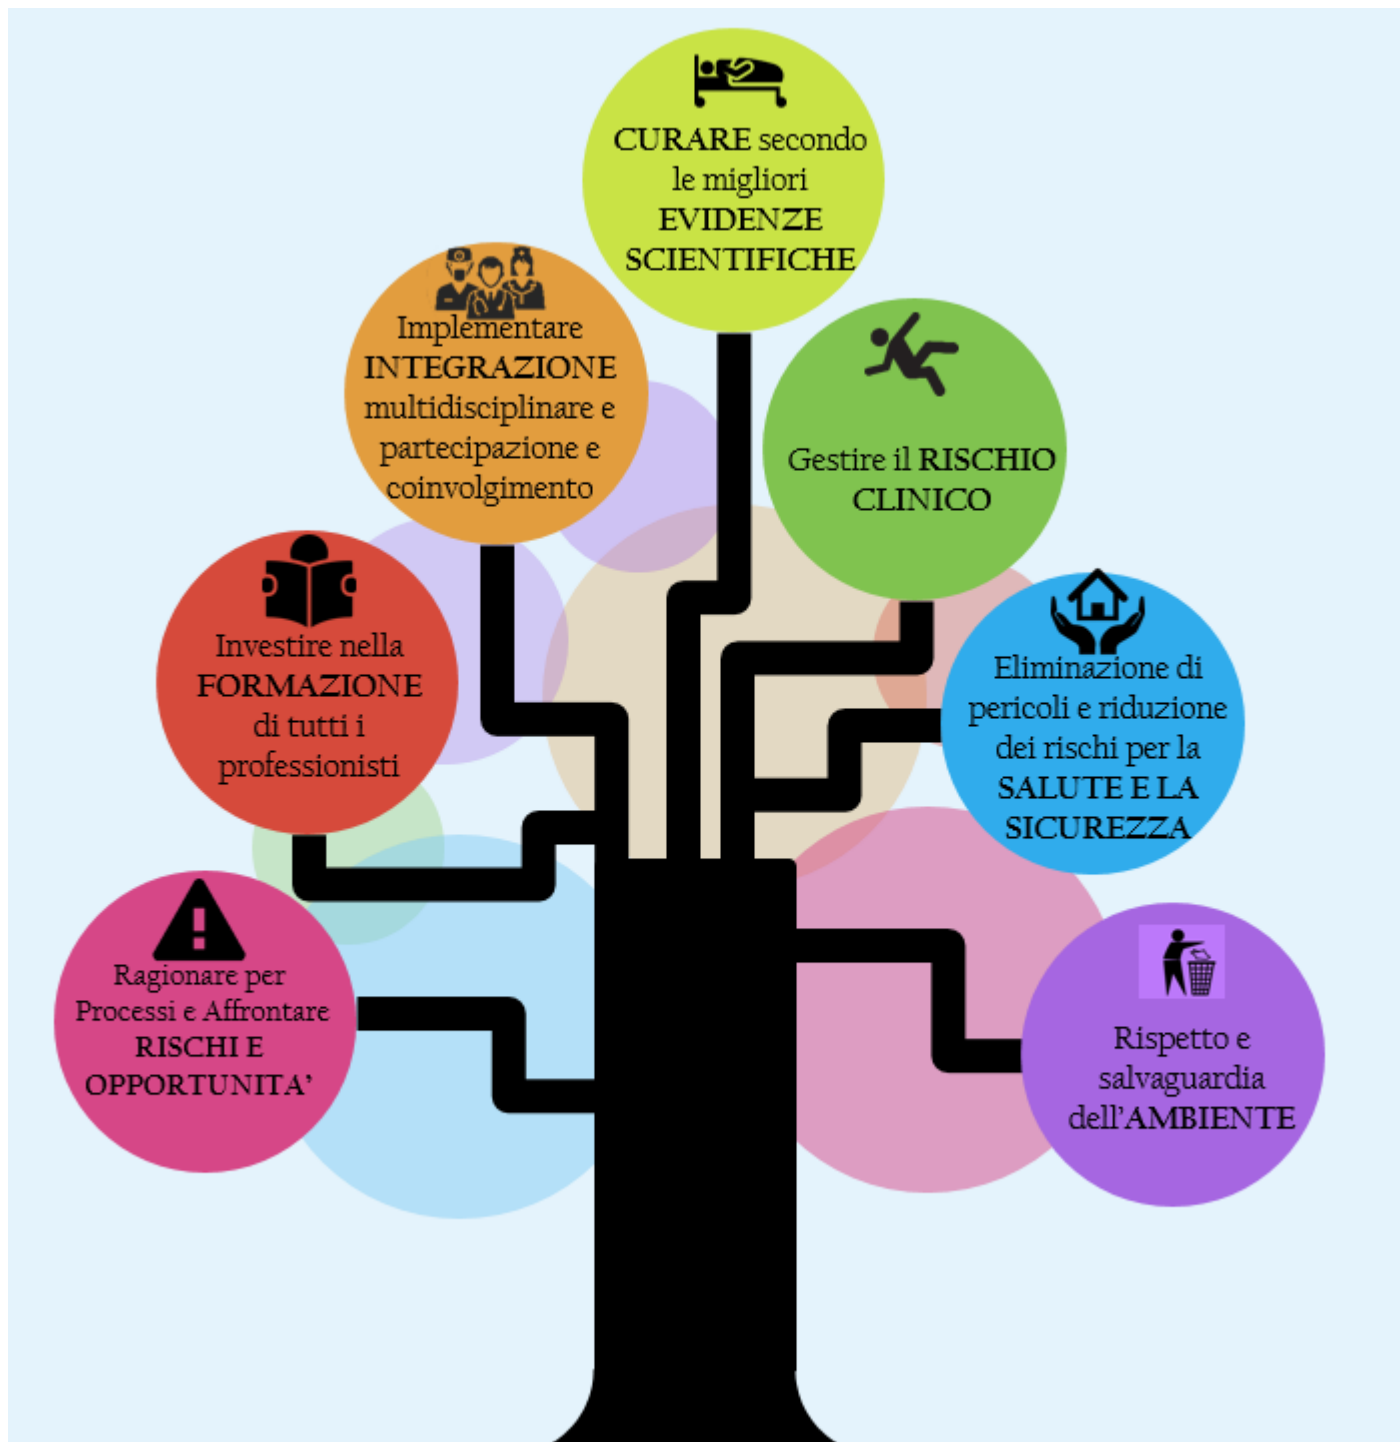 CURARE secondo
le migliori
EVIDENZE
SCIENTIFICHE
Implementare
INTEGRAZIONE
multidisciplinare e
partecipazione e
coinvolgimento
Gestire il RISCHIO
CLINICO
Investire nella
FORMAZIONE
di tutti i
professionisti
Eliminazione di
pericoli e riduzione
dei rischi per la
SALUTE E LA
SICUREZZA
Ragionare per
Processi e Affrontare
RISCHI E
OPPORTUNITA’
Rispetto e
salvaguardia
dell’AMBIENTE